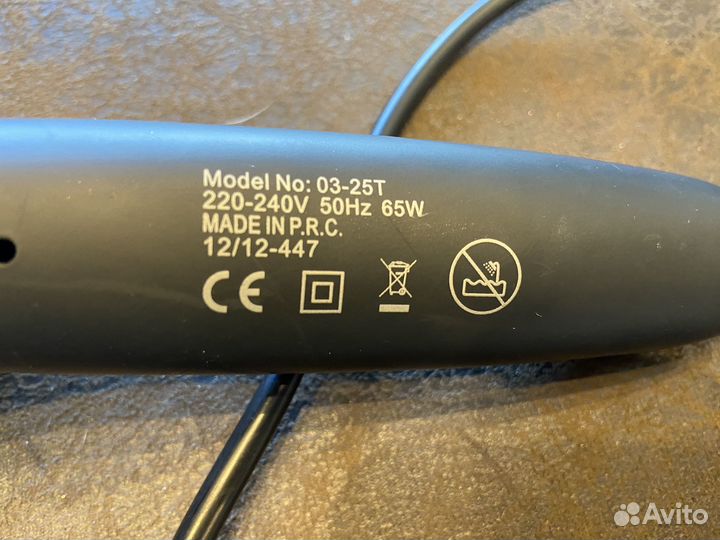 Model No: 03-25T
220-240V 50Hz 65W
MADE IN P.R.C.
12/12-447
CE
Avito